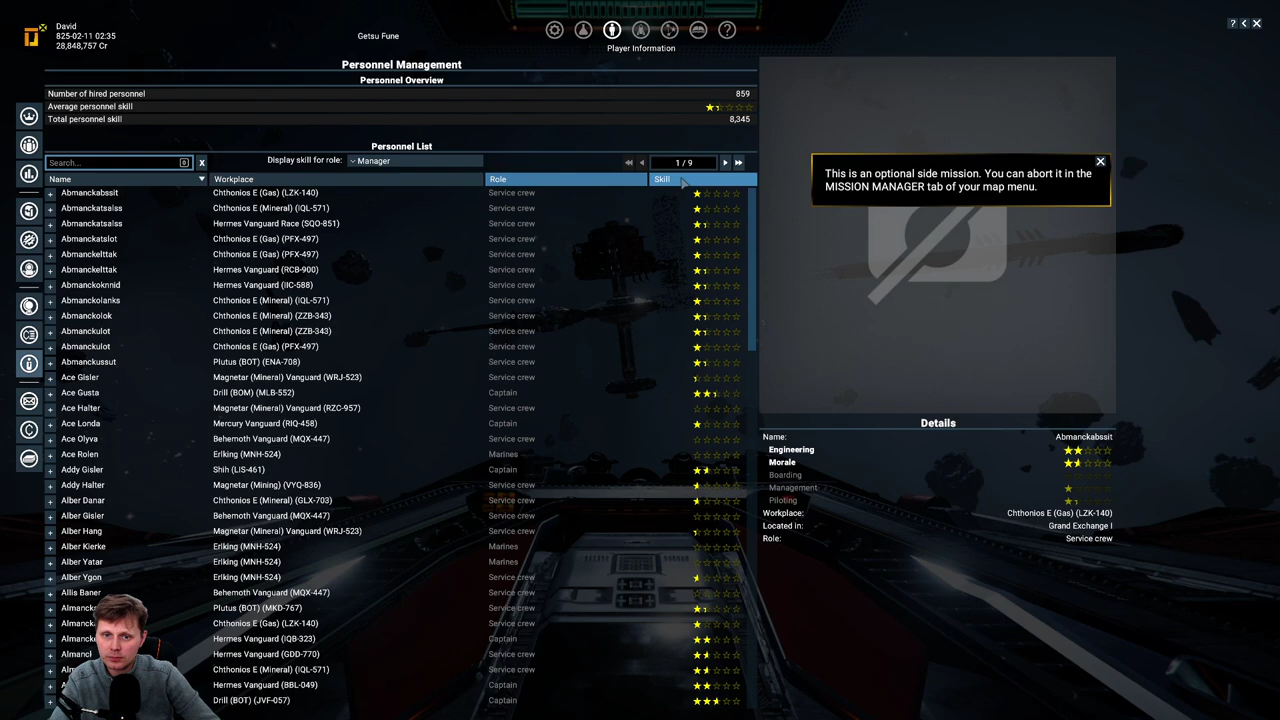 David
825-02-11 02:35
28,848,757 Cr
Getsu Fune
Player Information
? < X
Personnel Management
Personnel Overview
Number of hired personnel 859
Average personnel skill
Total personnel skill 8,345
Personnel List
Search... 0 X Display skill for role: Manager 1 / 9
Name Workplace Role Skill
+ Abmanckabssit Chthonios E (Gas) (LZK-140) Service crew
+ Abmanckatsalss Chthonios E (Mineral) (IQL-571) Service crew
+ Abmanckatsalss Hermes Vanguard Race (SQO-851) Service crew
+ Abmanckatslot Chthonios E (Gas) (PFX-497) Service crew
+ Abmanckelttak Chthonios E (Gas) (PFX-497) Service crew
+ Abmanckelttak Hermes Vanguard (RCB-900) Service crew
+ Abmanckoknnid Hermes Vanguard (IIC-588) Service crew
+ Abmanckolanks Chthonios E (Mineral) (IQL-571) Service crew
+ Abmanckolok Chthonios E (Mineral) (ZZB-343) Service crew
+ Abmanckulot Chthonios E (Mineral) (ZZB-343) Service crew
+ Abmanckulot Chthonios E (Gas) (PFX-497) Service crew
+ Abmanckussut Plutus (BOT) (ENA-708) Service crew
+ Ace Gisler Magnetar (Mineral) Vanguard (WRJ-523) Service crew
+ Ace Gusta Drill (BOM) (MLB-552) Captain
+ Ace Halter Magnetar (Mineral) Vanguard (RZC-957) Service crew
+ Ace Londa Mercury Vanguard (RIQ-458) Captain
+ Ace Olyva Behemoth Vanguard (MQX-447) Service crew
+ Ace Rolen Erlking (MNH-524) Marines
+ Addy Gisler Shih (LIS-461) Captain
+ Addy Halter Magnetar (Mining) (VYQ-836) Service crew
+ Alber Danar Chthonios E (Mineral) (GLX-703) Service crew
+ Alber Gisler Behemoth Vanguard (MQX-447) Service crew
+ Alber Hang Magnetar (Mineral) Vanguard (WRJ-523) Service crew
+ Alber Kierke Erlking (MNH-524) Marines
+ Alber Yatar Erlking (MNH-524) Marines
+ Alber Ygon Erlking (MNH-524) Service crew
+ Allis Baner Behemoth Vanguard (MQX-447) Service crew
+ Almancka Plutus (BOT) (MKD-767) Service crew
Chthonios E (Gas) (LZK-140) Service crew
Hermes Vanguard (IQB-323) Captain
Hermes Vanguard (GDD-770) Service crew
Chthonios E (Mineral) (IQL-571) Service crew
Hermes Vanguard (BBL-049) Captain
Drill (BOT) (JVF-057) Captain
This is an optional side mission. You can abort it in the
MISSION MANAGER tab of your map menu.
X
Details
Name: Abmanckabssit
Engineering
Morale
Boarding
Management
Piloting
Workplace: Chthonios E (Gas) (LZK-140)
Located in: Grand Exchange I
Role: Service crew